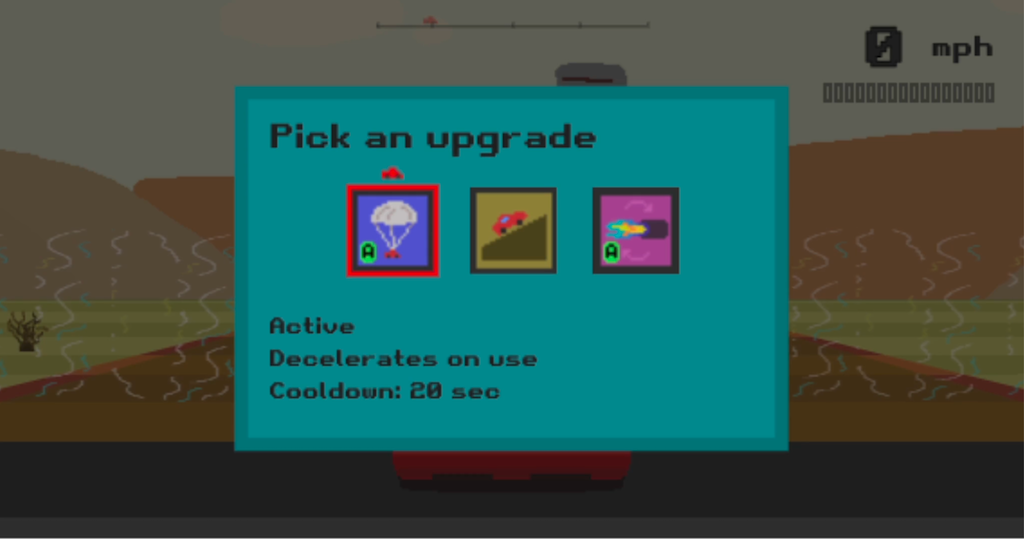 0 mph
Pick an upgrade
A
A
Active
Decelerates on use
Cooldown: 20 sec